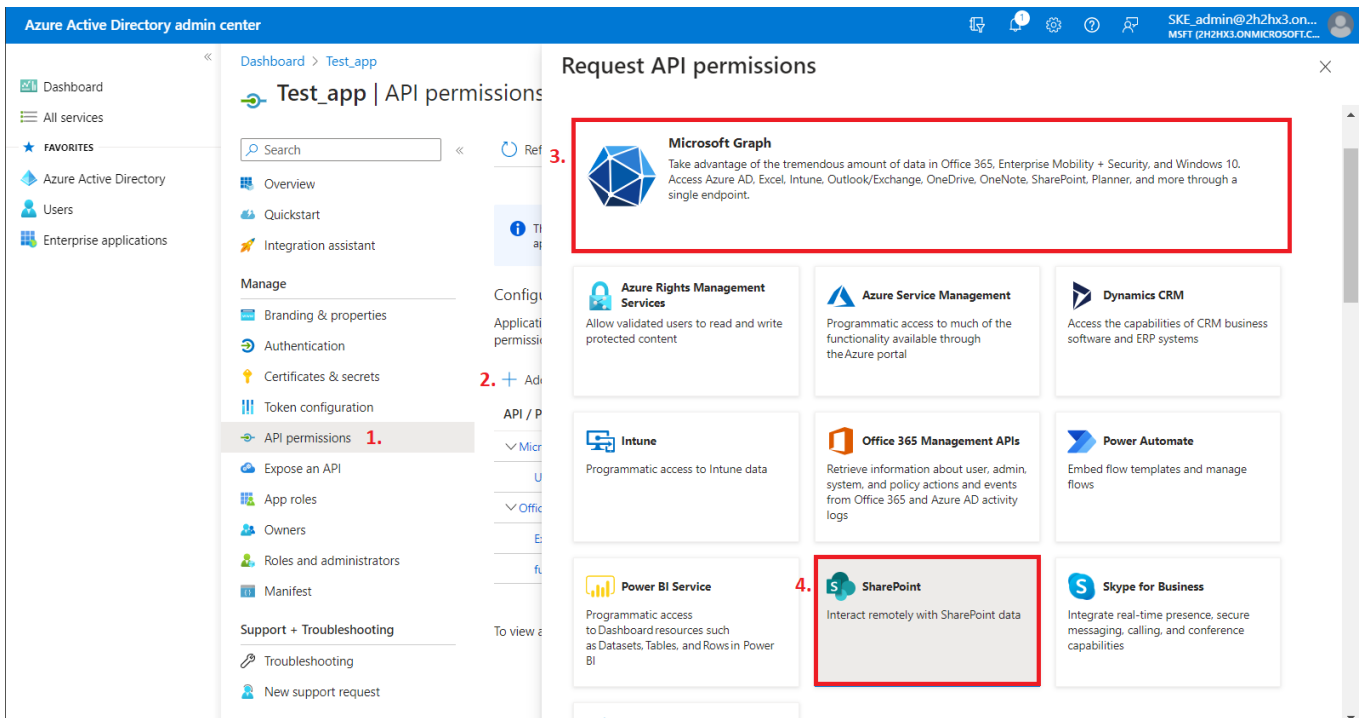 Azure Active Directory admin center
1
SKE_admin@2h2hx3.on...
MSFT (2H2HX3.ONMICROSOFT.C...
«
Dashboard
All services
FAVORITES
Azure Active Directory
Users
Enterprise applications
Dashboard > Test_app
Test_app | API permissions
Search
«
Overview
Quickstart
Integration assistant
Manage
Branding & properties
Authentication
Certificates & secrets
Token configuration
API permissions 1.
Expose an API
App roles
Owners
Roles and administrators
Manifest
Support + Troubleshooting
Troubleshooting
New support request
Ref
Th
ap
Configu
Applicati
permissio
2. + Add
API / P
Micr
U
Offic
Ex
fu
To view a
Request API permissions
3.
Microsoft Graph
Take advantage of the tremendous amount of data in Office 365, Enterprise Mobility + Security, and Windows 10.
Access Azure AD, Excel, Intune, Outlook/Exchange, OneDrive, OneNote, SharePoint, Planner, and more through a
single endpoint.
Azure Rights Management
Services
Allow validated users to read and write
protected content
Azure Service Management
Programmatic access to much of the
functionality available through
the Azure portal
Dynamics CRM
Access the capabilities of CRM business
software and ERP systems
Intune
Programmatic access to Intune data
Office 365 Management APIs
Retrieve information about user, admin,
system, and policy actions and events
from Office 365 and Azure AD activity
logs
Power Automate
Embed flow templates and manage
flows
Power BI Service
Programmatic access
to Dashboard resources such
as Datasets, Tables, and Rows in Power
BI
4.
S
SharePoint
Interact remotely with SharePoint data
S
Skype for Business
Integrate real-time presence, secure
messaging, calling, and conference
capabilities